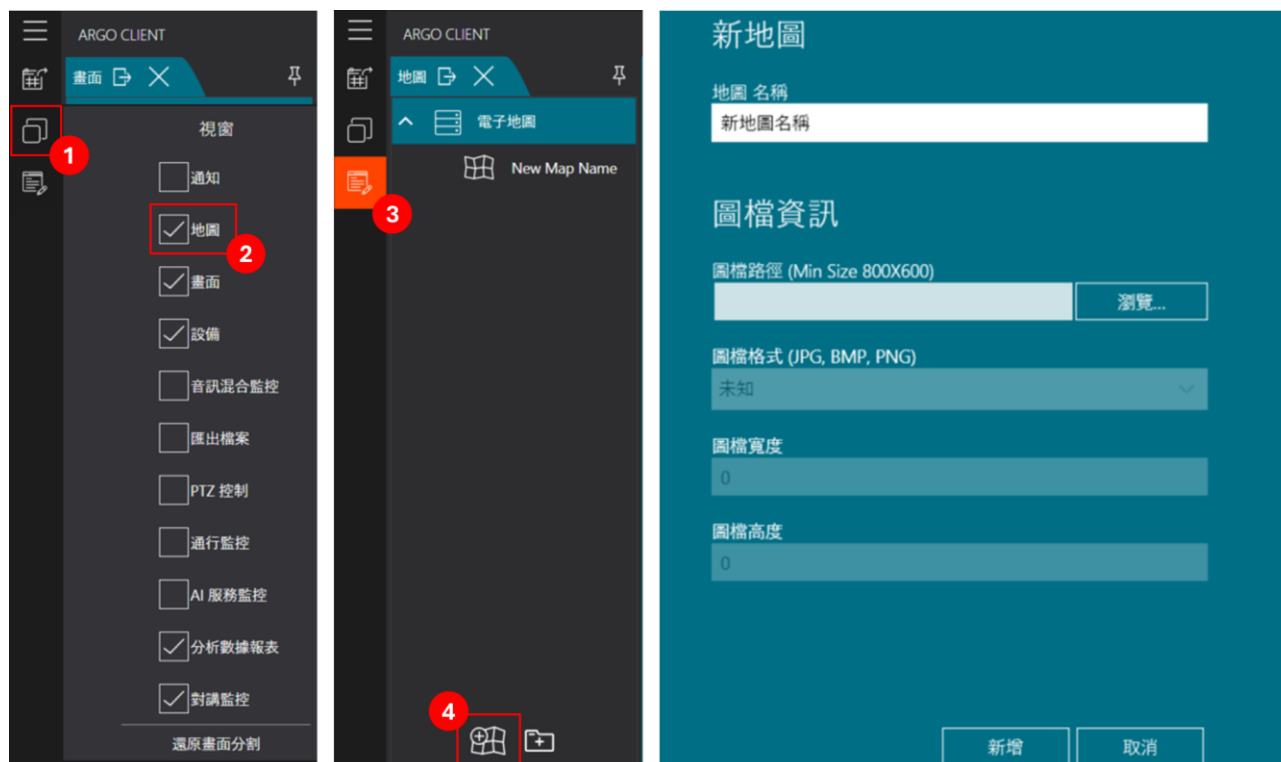 ARGO CLIENT
畫面
視窗
1
通知
地圖
2
畫面
設備
音訊混合監控
匯出檔案
PTZ 控制
通行監控
AI 服務監控
分析數據報表
對講監控
還原畫面分割
ARGO CLIENT
地圖
電子地圖
New Map Name
3
4
新地圖
地圖 名稱
新地圖名稱
圖檔資訊
圖檔路徑 (Min Size 800X600)
瀏覽...
圖檔格式 (JPG, BMP, PNG)
未知
圖檔寬度
0
圖檔高度
0
新增 取消